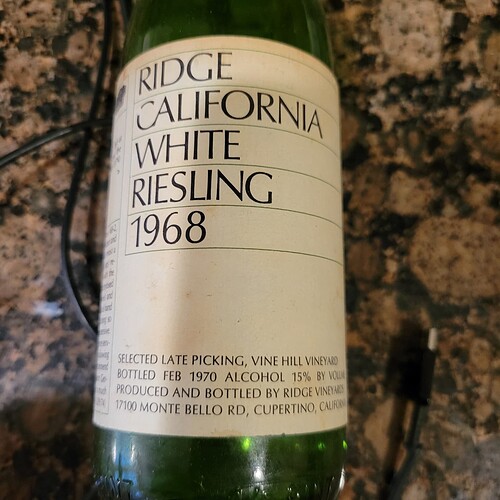 RIDGE
CALIFORNIA
WHITE
RIESLING
1968
SELECTED LATE PICKING, VINE HILL VINEYARD
BOTTLED FEB 1970 ALCOHOL 15% BY
PRODUCED AND BOTTLED BY RIDGE VINEYARDS
17100 MONTE BELLO RD, CUPERTINO,